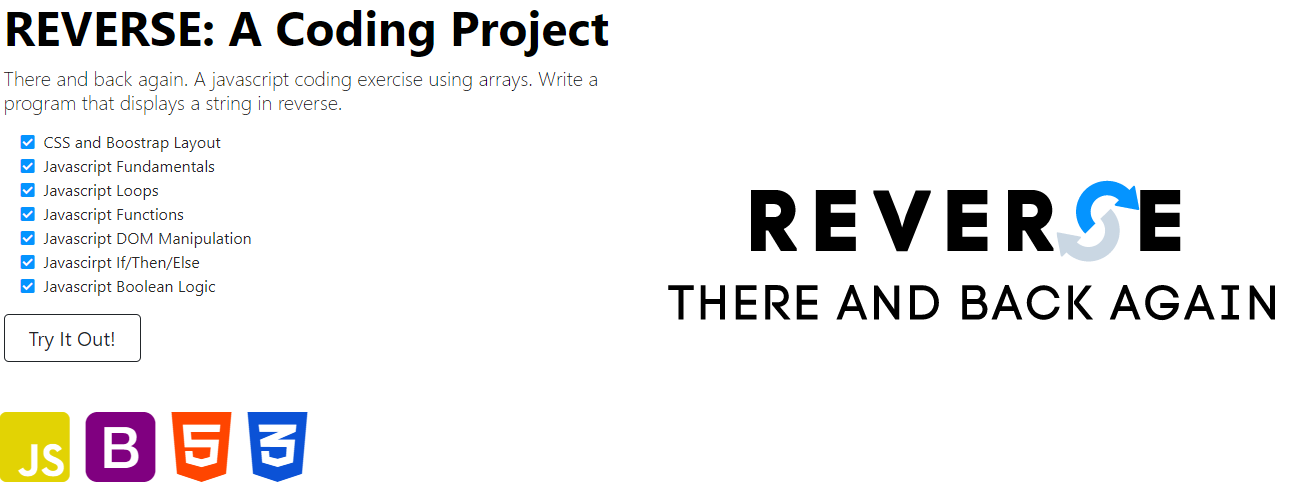 REVERSE: A Coding Project
There and back again. A javascript coding exercise using arrays. Write a
program that displays a string in reverse.
CSS and Boostrap Layout
Javascript Fundamentals
Javascript Loops
Javascript Functions
Javascript DOM Manipulation
Javascirpt If/Then/Else
Javascript Boolean Logic
Try It Out!
REVERSE
THERE AND BACK AGAIN
JS B 5 3